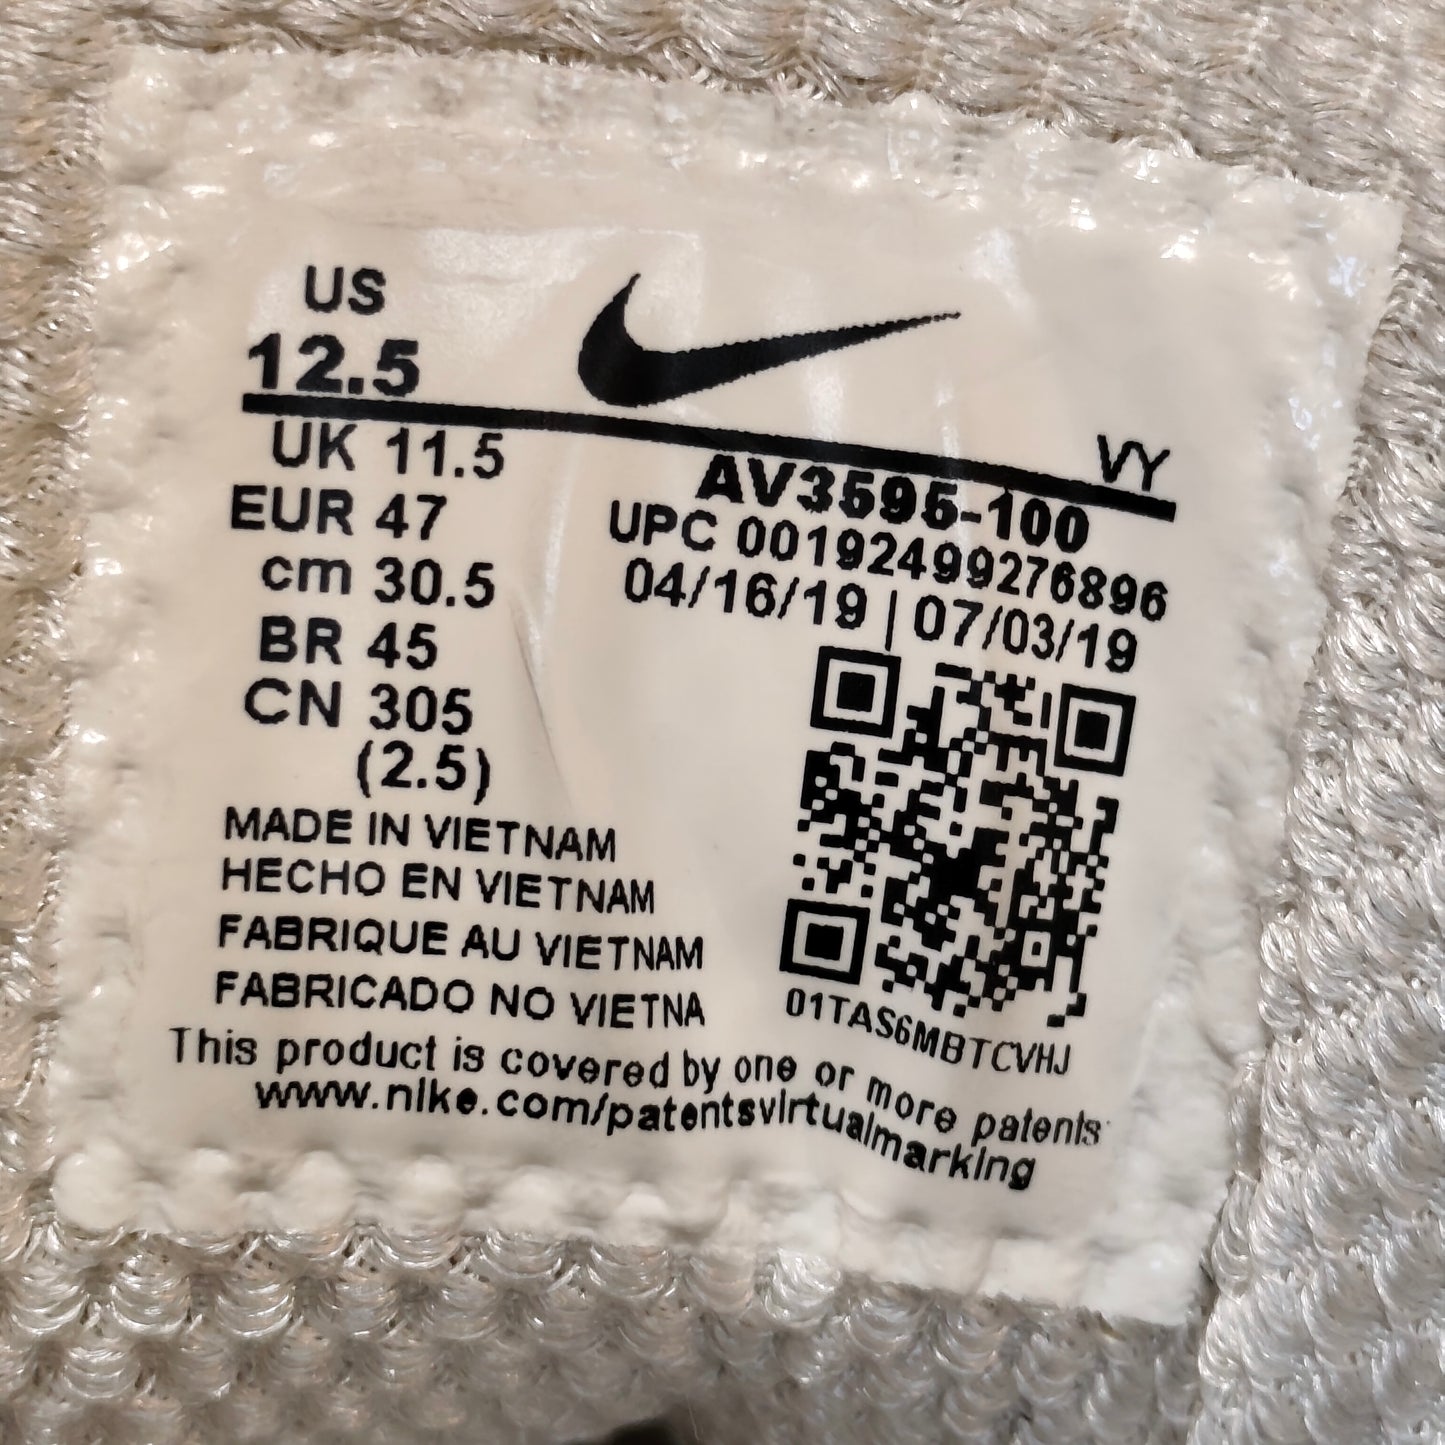 US
12.5
UK 11.5
EUR 47
cm 30.5
BR 45
CN 305
(2.5)
VY
AV3595-100
UPC 00192499276896
04/16/19 | 07/03/19
01TAS6MBTCVHJ
MADE IN VIETNAM
HECHO EN VIETNAM
FABRIQUE AU VIETNAM
FABRICADO NO VIETNA
This product is covered by one or more patents
www.nike.com/patentsvirtualmarking